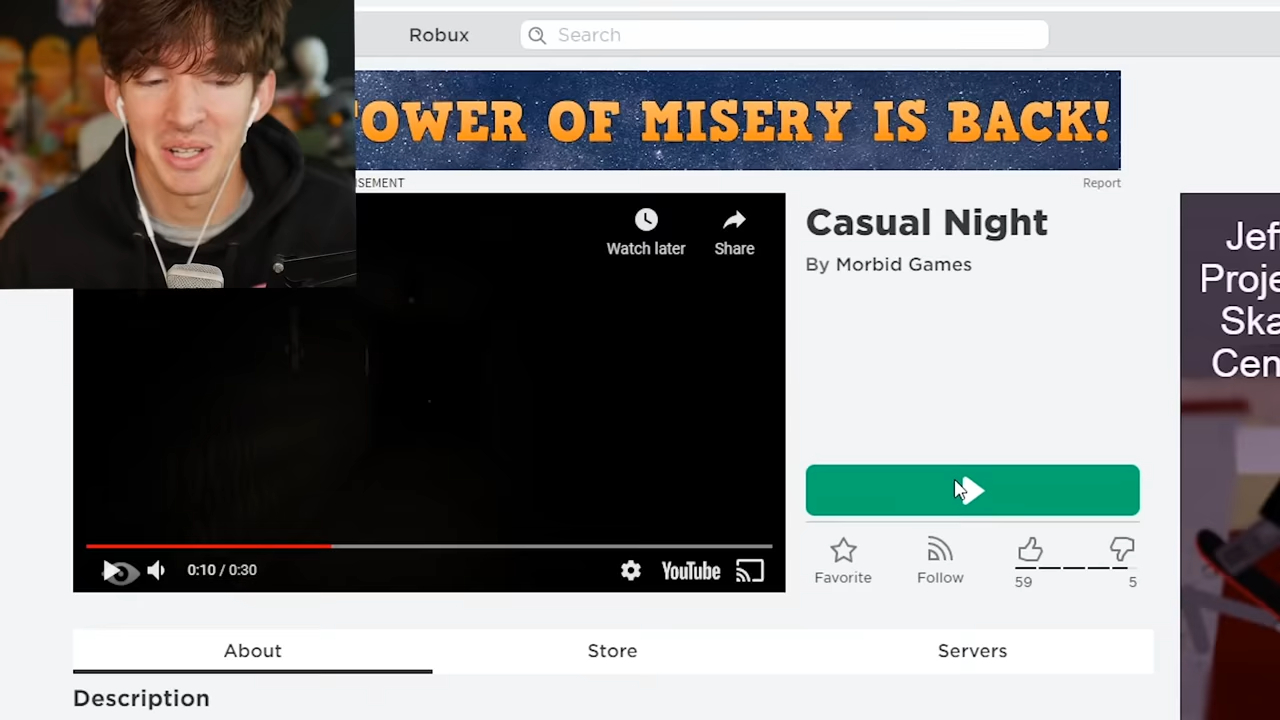 Robux
Search
OWER OF MISERY IS BACK!
ISEMENT
Report
Watch later
Share
Casual Night
By Morbid Games
Jef
Proje
Ska
Cen
0:10 / 0:30
YouTube
Favorite
Follow
59
5
About
Store
Servers
Description